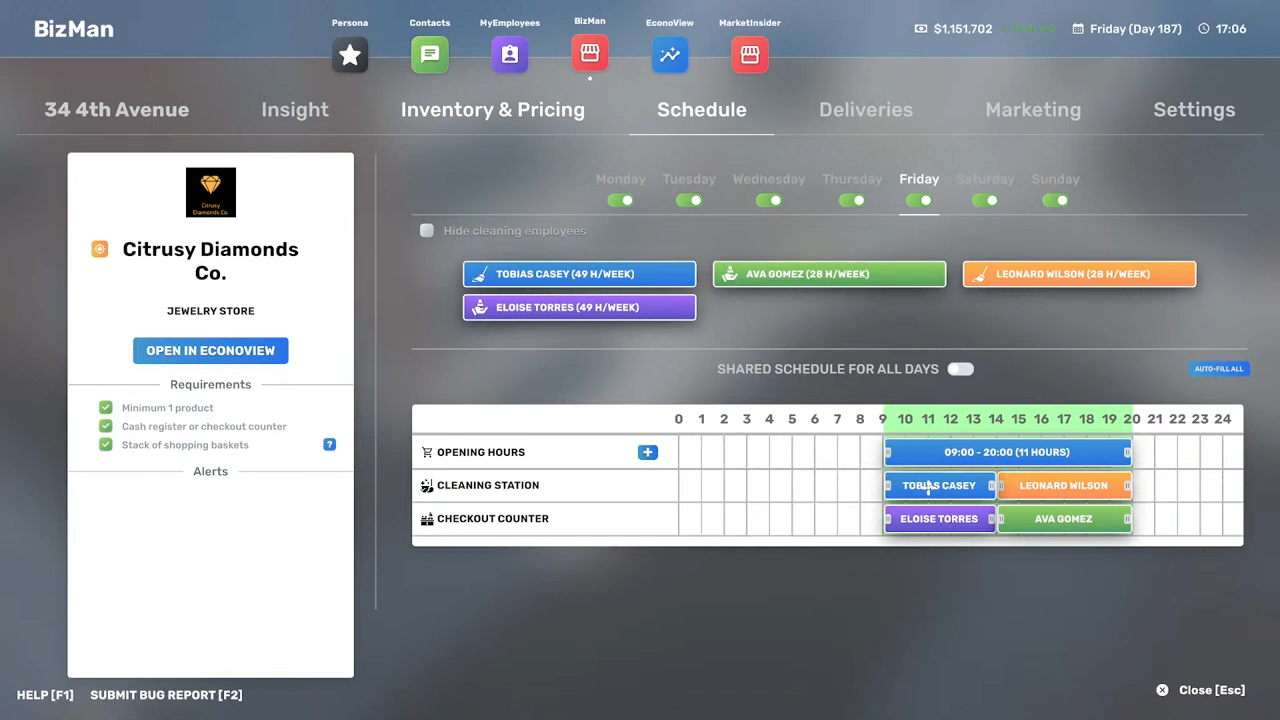 BizMan
Persona
Contacts
MyEmployees
BizMan
EconoView
MarketInsider
$1,151,702
Friday (Day 187)
17:06
34 4th Avenue
Insight
Inventory & Pricing
Schedule
Deliveries
Marketing
Settings
Citrusy
Diamonds Co.
Citrusy Diamonds
Co.
JEWELRY STORE
OPEN IN ECONOVIEW
Requirements
Minimum 1 product
Cash register or checkout counter
Stack of shopping baskets
?
Alerts
Monday
Tuesday
Wednesday
Thursday
Friday
Saturday
Sunday
Hide cleaning employees
TOBIAS CASEY (49 H/WEEK)
AVA GOMEZ (28 H/WEEK)
LEONARD WILSON (28 H/WEEK)
ELOISE TORRES (49 H/WEEK)
SHARED SCHEDULE FOR ALL DAYS
AUTO-FILL ALL
0 1 2 3 4 5 6 7 8 9 10 11 12 13 14 15 16 17 18 19 20 21 22 23 24
OPENING HOURS
09:00 - 20:00 (11 HOURS)
CLEANING STATION
TOBIAS CASEY
LEONARD WILSON
CHECKOUT COUNTER
ELOISE TORRES
AVA GOMEZ
HELP [F1]
SUBMIT BUG REPORT [F2]
Close [Esc]